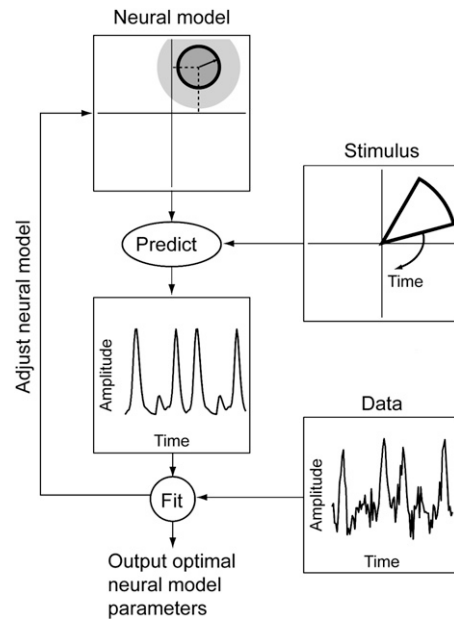 Neural model
Stimulus
Predict
Time
Adjust neural model
Amplitude
Time
Data
Fit
Amplitude
Time
Output optimal
neural model
parameters